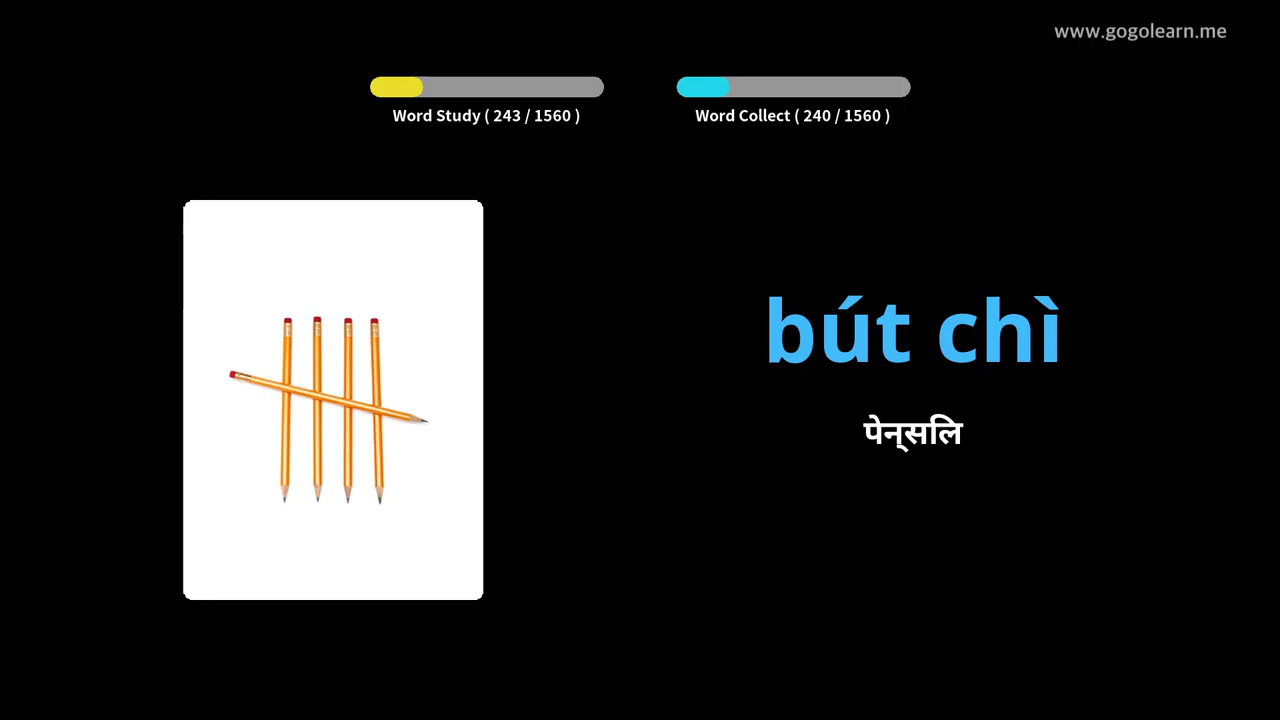 www.gogolearn.me
Word Study ( 243 / 1560 )
Word Collect ( 240 / 1560 )
bút chì
पेन्सलि